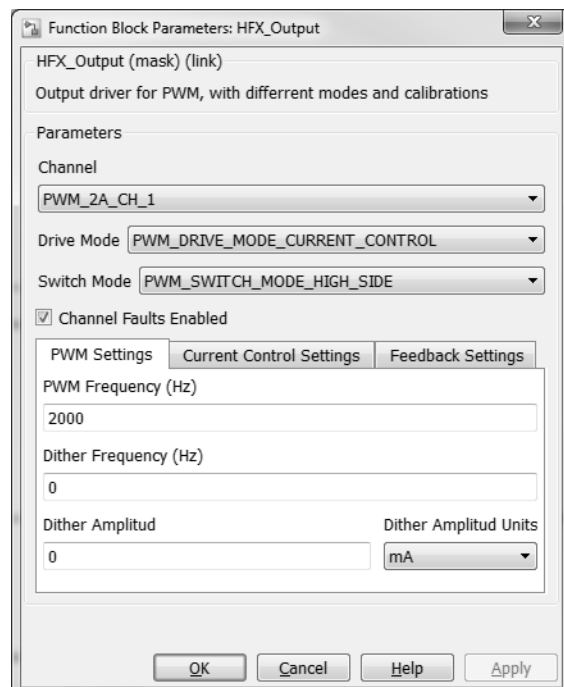 Function Block Parameters: HFX_Output
HFX_Output (mask) (link)
Output driver for PWM, with differrent modes and calibrations
Parameters
Channel
PWM_2A_CH_1
Drive Mode PWM_DRIVE_MODE_CURRENT_CONTROL
Switch Mode PWM_SWITCH_MODE_HIGH_SIDE
Channel Faults Enabled
PWM Settings Current Control Settings Feedback Settings
PWM Frequency (Hz)
2000
Dither Frequency (Hz)
0
Dither Amplitud Dither Amplitud Units
0 mA
OK Cancel Help Apply